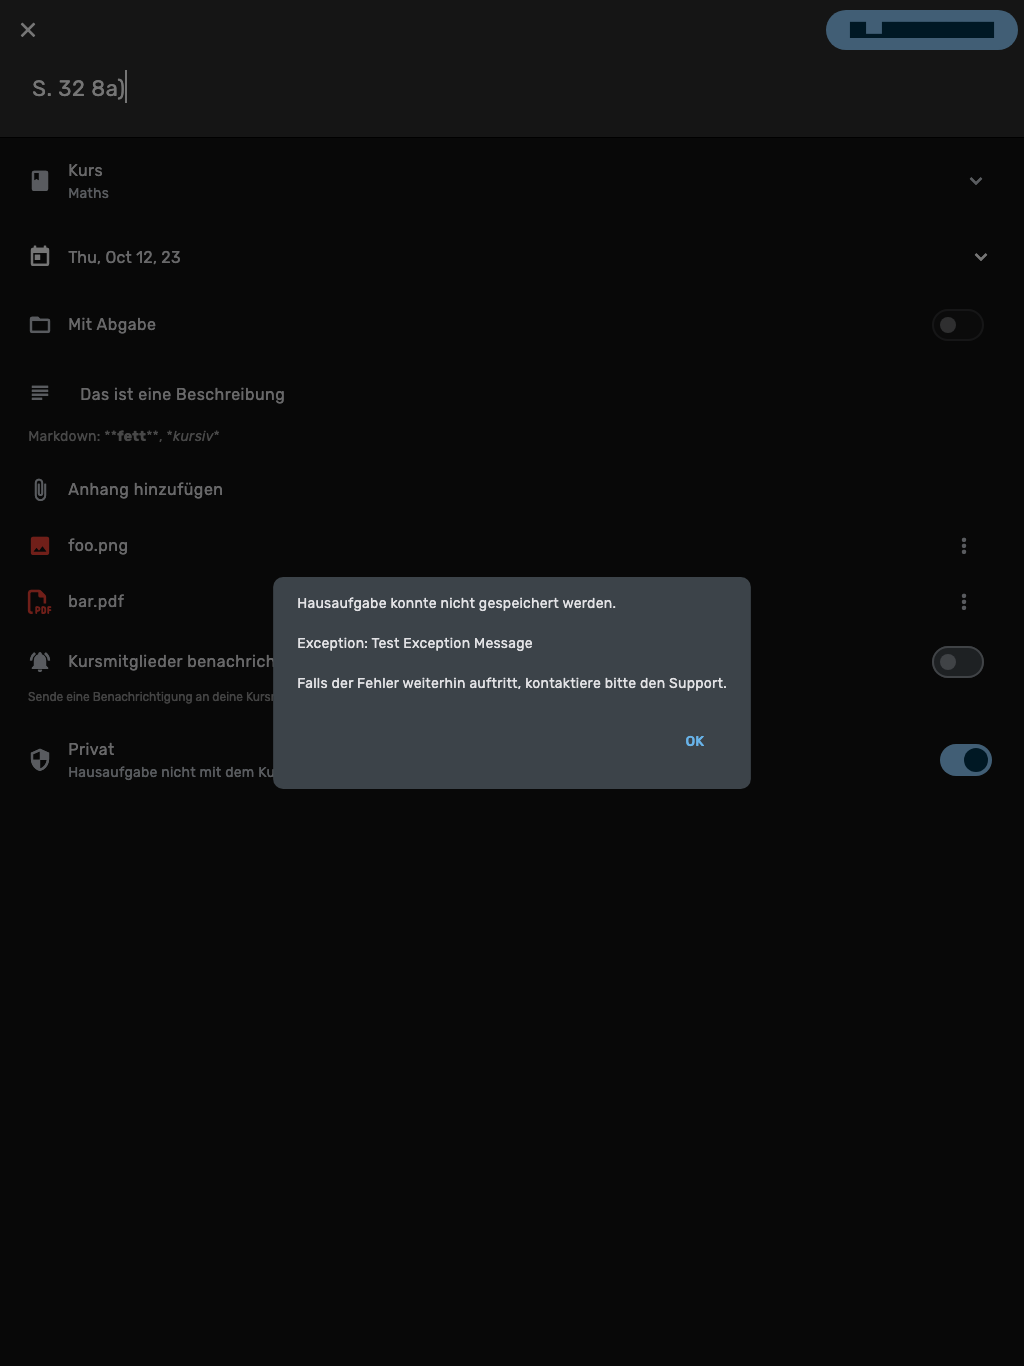 S. 32 8a)
Kurs
Maths
Thu, Oct 12, 23
Mit Abgabe
Das ist eine Beschreibung
Markdown: **fett**, *kursiv*
Anhang hinzufügen
foo.png
PDF
bar.pdf
Hausaufgabe konnte nicht gespeichert werden.
Exception: Test Exception Message
Falls der Fehler weiterhin auftritt, kontaktiere bitte den Support.
OK
Kursmitglieder benachrich
Sende eine Benachrichtigung an deine Kurs
Privat
Hausaufgabe nicht mit dem Ku